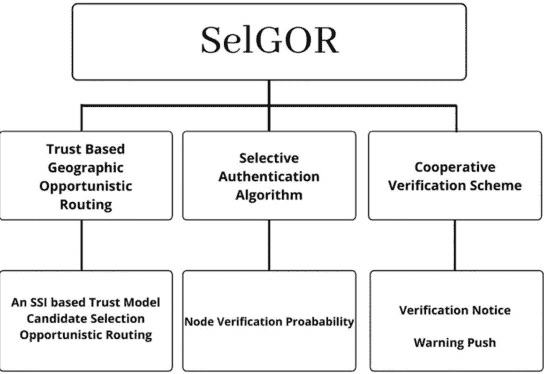 SelGOR
Trust Based
Geographic
Opportunistic
Routing
Selective
Authentication
Algorithm
Cooperative
Verification Scheme
An SSI based Trust Model
Candidate Selection
Opportunistic Routing
Node Verification Proabability
Verification Notice
Warning Push